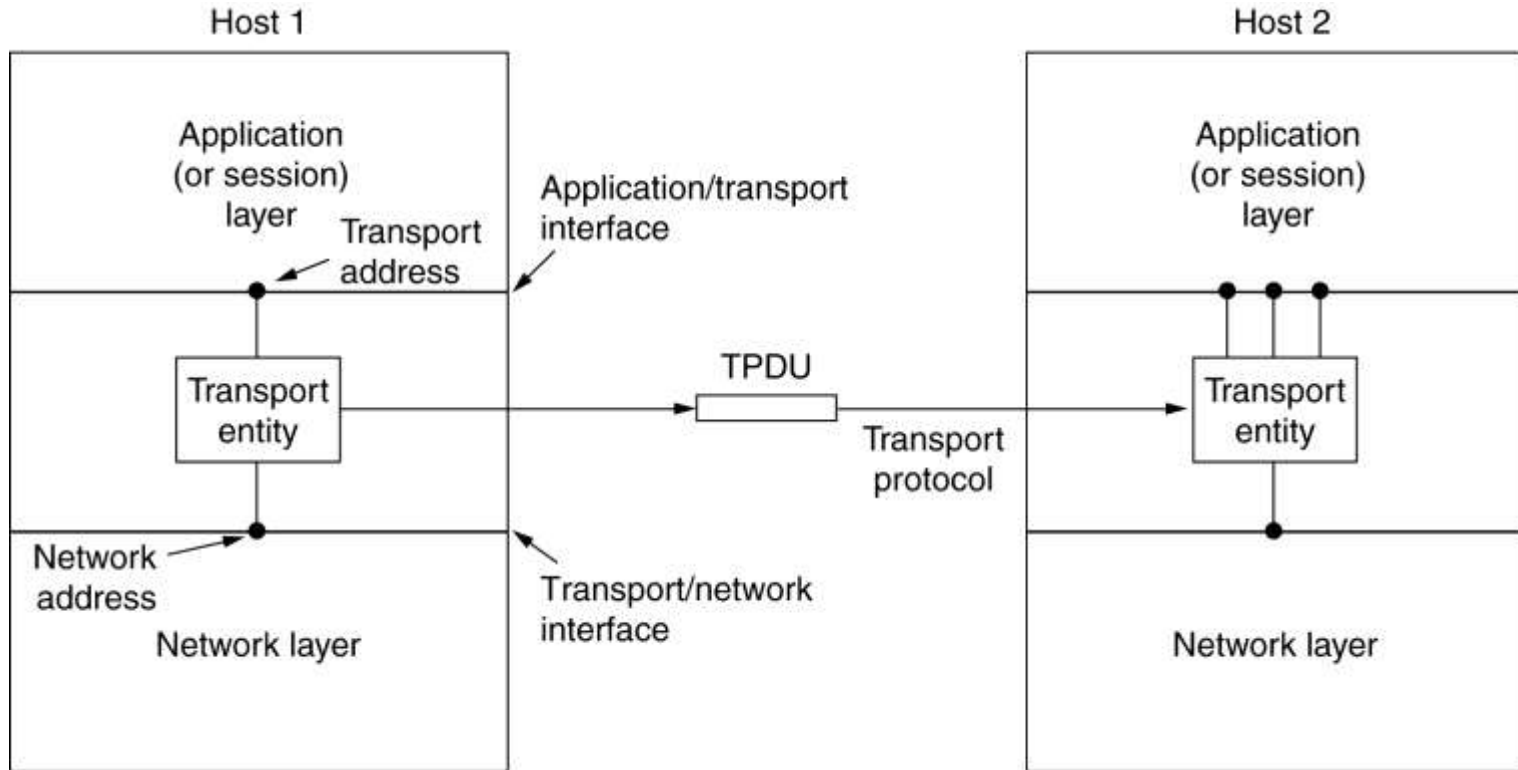 Host 1
Host 2
Application
(or session)
layer
Transport
address
Application/transport
interface
Application
(or session)
layer
Transport
entity
TPDU
Transport
protocol
Transport
entity
Network
address
Transport/network
interface
Network layer
Network layer